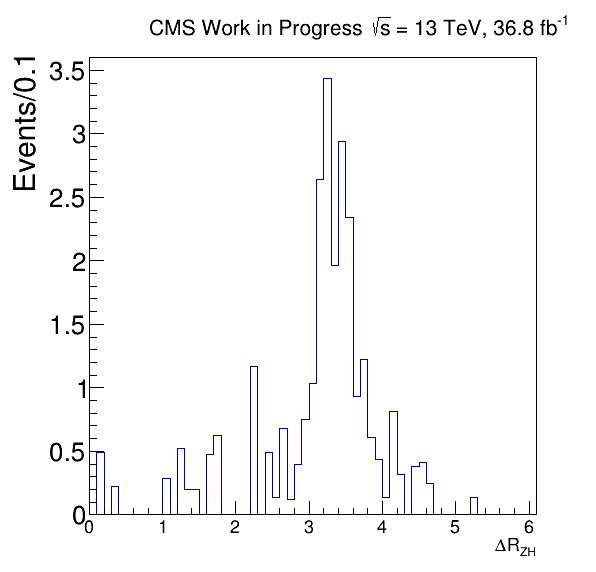 CMS Work in Progress √s = 13 TeV, 36.8 fb⁻¹
Events/0.1
3.5
3
2.5
2
1.5
1
0.5
0
0 1 2 3 4 5 6
ΔR_ZH